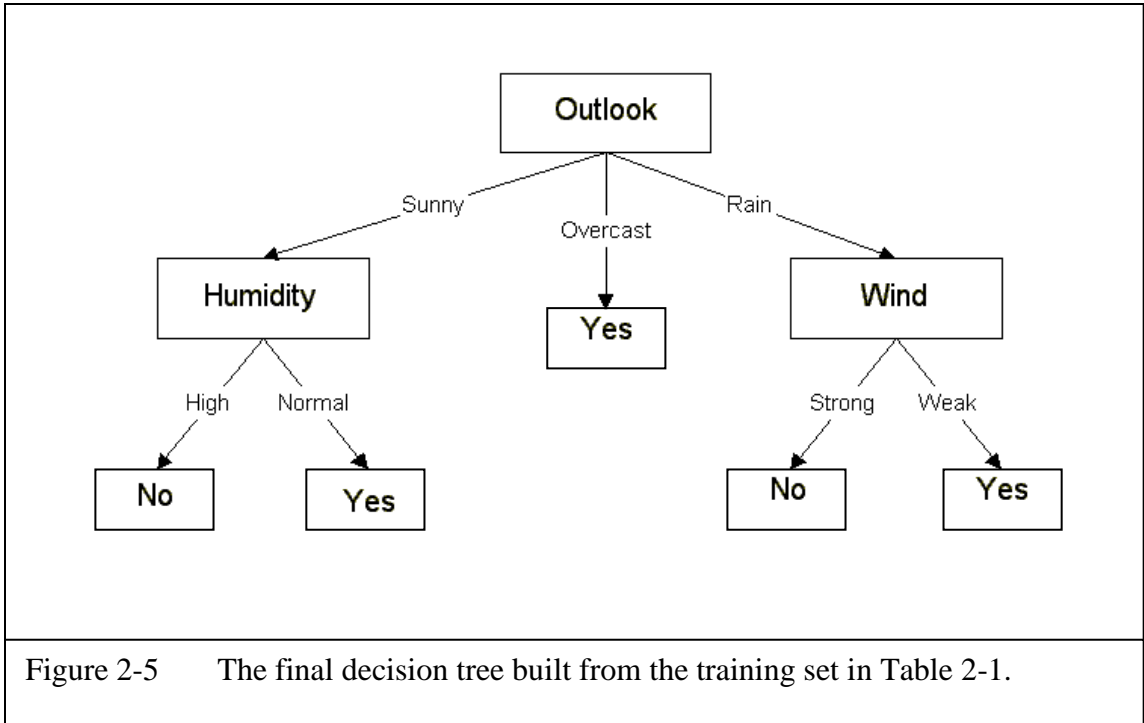 Outlook
Sunny
Overcast
Rain
Humidity
Yes
Wind
High
Normal
Strong
Weak
No
Yes
No
Yes
Figure 2-5 The final decision tree built from the training set in Table 2-1.